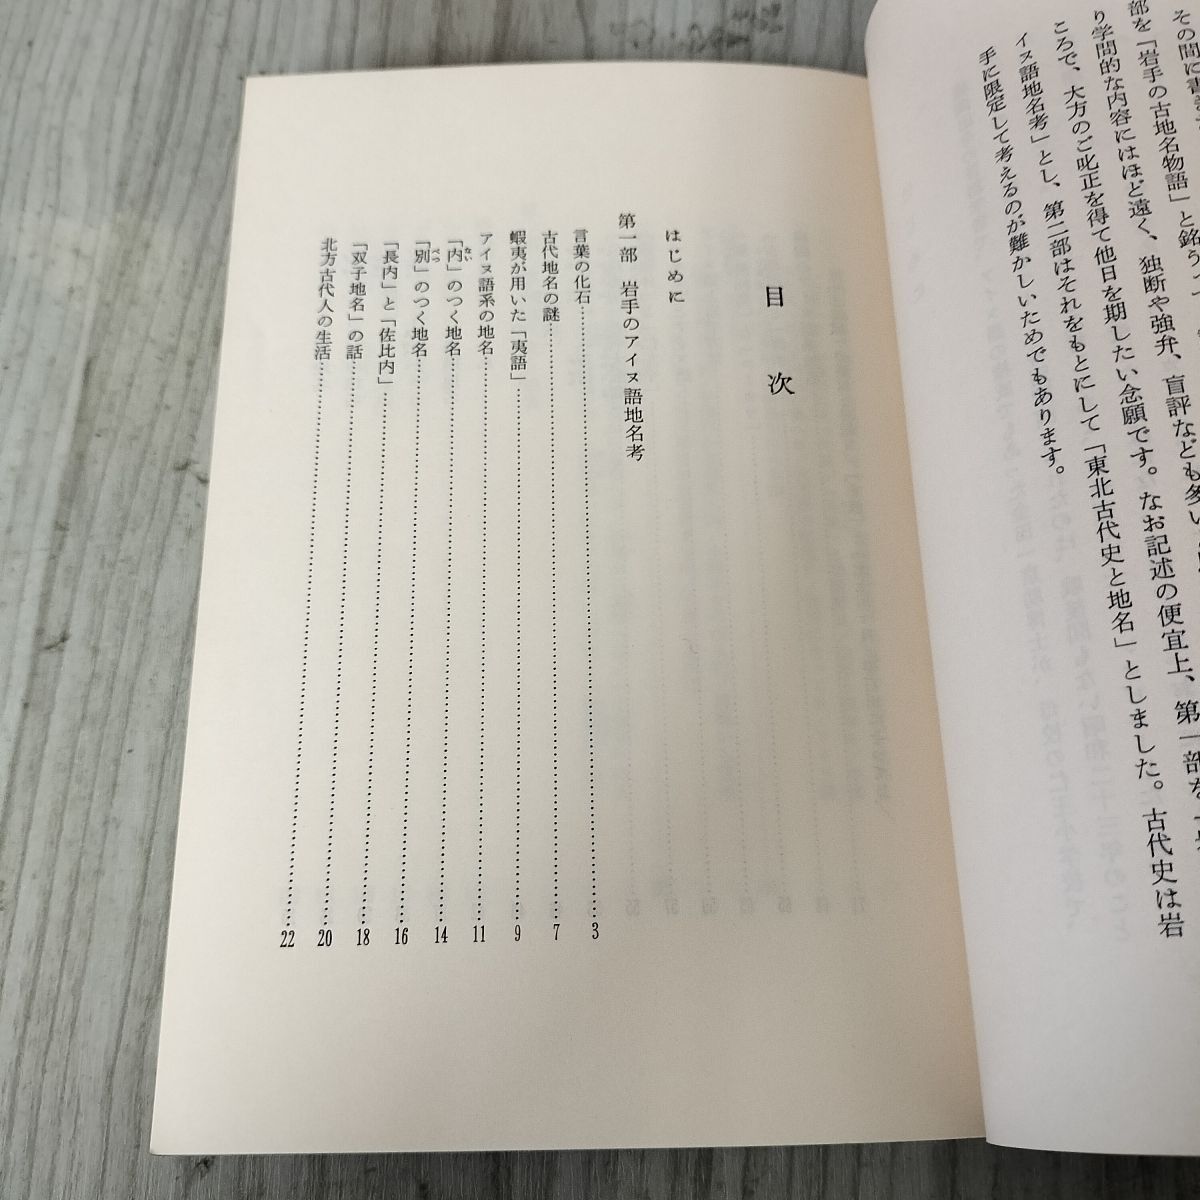 その間に書き
部を「岩手の古地名物語」と銘う
り学問的な内容にはほど遠く、独断や強弁、盲評なども多い
ころで、大方のご叱正を得て他日を期したい念願です。なお記述の便宜上、第一部を
イヌ語地名考」とし、第二部はそれをもとにして「東北古代史と地名」としました。古代史は岩
手に限定して考えるのが難かしいためでもあります。
目次
はじめに
第一部　岩手のアイヌ語地名考
言葉の化石……………………3
古代地名の謎……………………7
蝦夷が用いた「夷語」……………………9
アイヌ語系の地名……………………11
「内」のつく地名……………………14
ない
「別」のつく地名……………………16
べつ
「長内」と「佐比内」……………………18
「双子地名」の話……………………20
北方古代人の生活……………………22